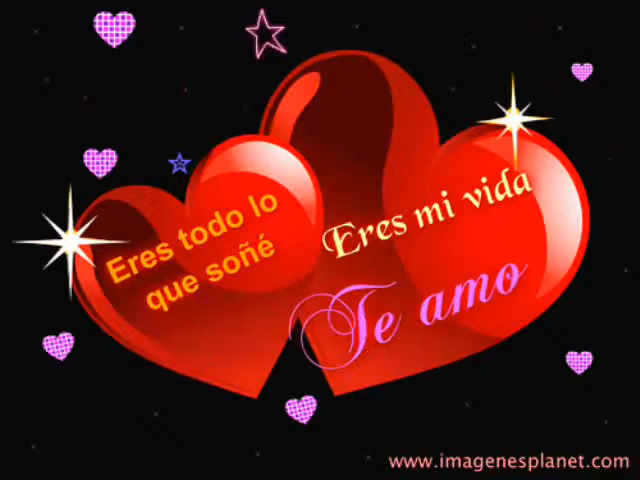 Eres todo lo
que soñé
Eres mi vida
Te amo
www.imagenesplanet.com